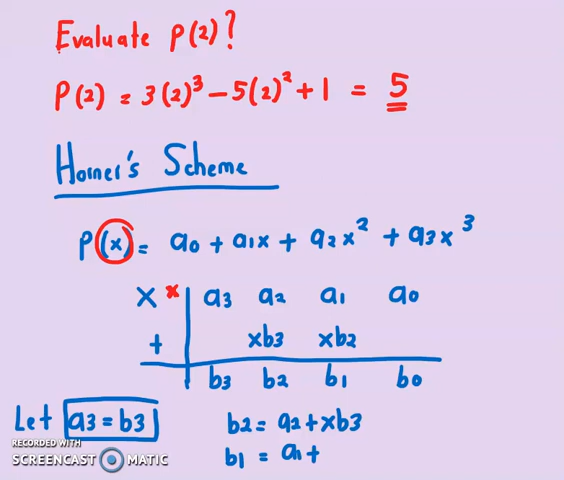 Evaluate P(2)?
P(2) = 3(2)³ - 5(2)² + 1 = 5
Horner's Scheme
P(x) = a0 + a1x + a2x² + a3x³
x × | a3 a2 a1 a0
+ | xb3 xb2
b3 b2 b1 b0
Let a3 = b3
b2 = a2 + xb3
b1 = a1 +
RECORDED WITH
SCREENCAST MATIC